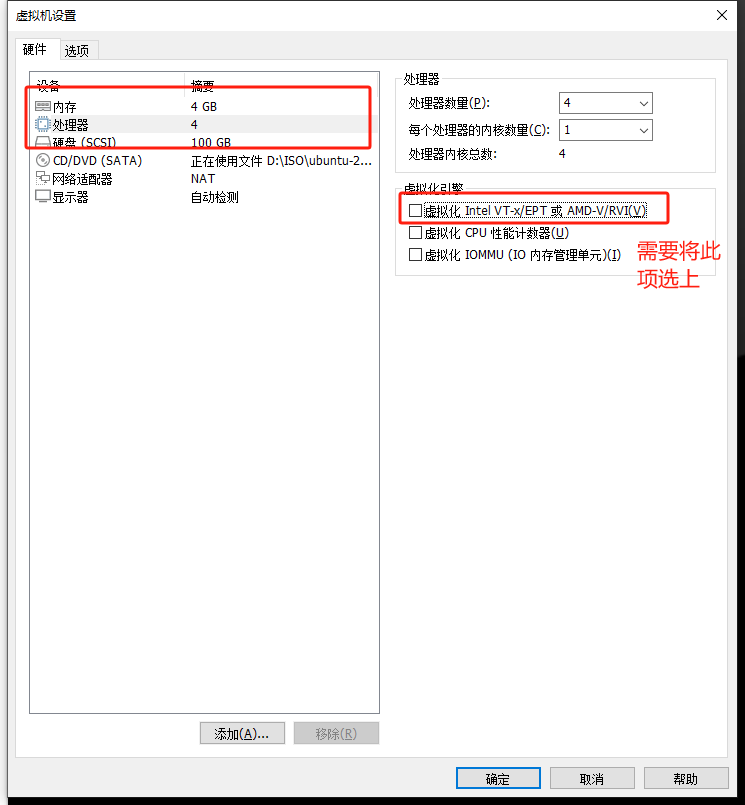 虚拟机设置
硬件 选项
设备 摘要
内存 4 GB
处理器 4
硬盘 (SCSI) 100 GB
CD/DVD (SATA) 正在使用文件 D:\ISO\ubuntu-2...
网络适配器 NAT
显示器 自动检测
添加(A)... 移除(R)
处理器
处理器数量(P): 4
每个处理器的内核数量(C): 1
处理器内核总数: 4
虚拟化引擎
虚拟化 Intel VT-x/EPT 或 AMD-V/RVI(V)
虚拟化 CPU 性能计数器(U)
虚拟化 IOMMU (IO 内存管理单元)(I)
需要将此
项选上
确定 取消 帮助